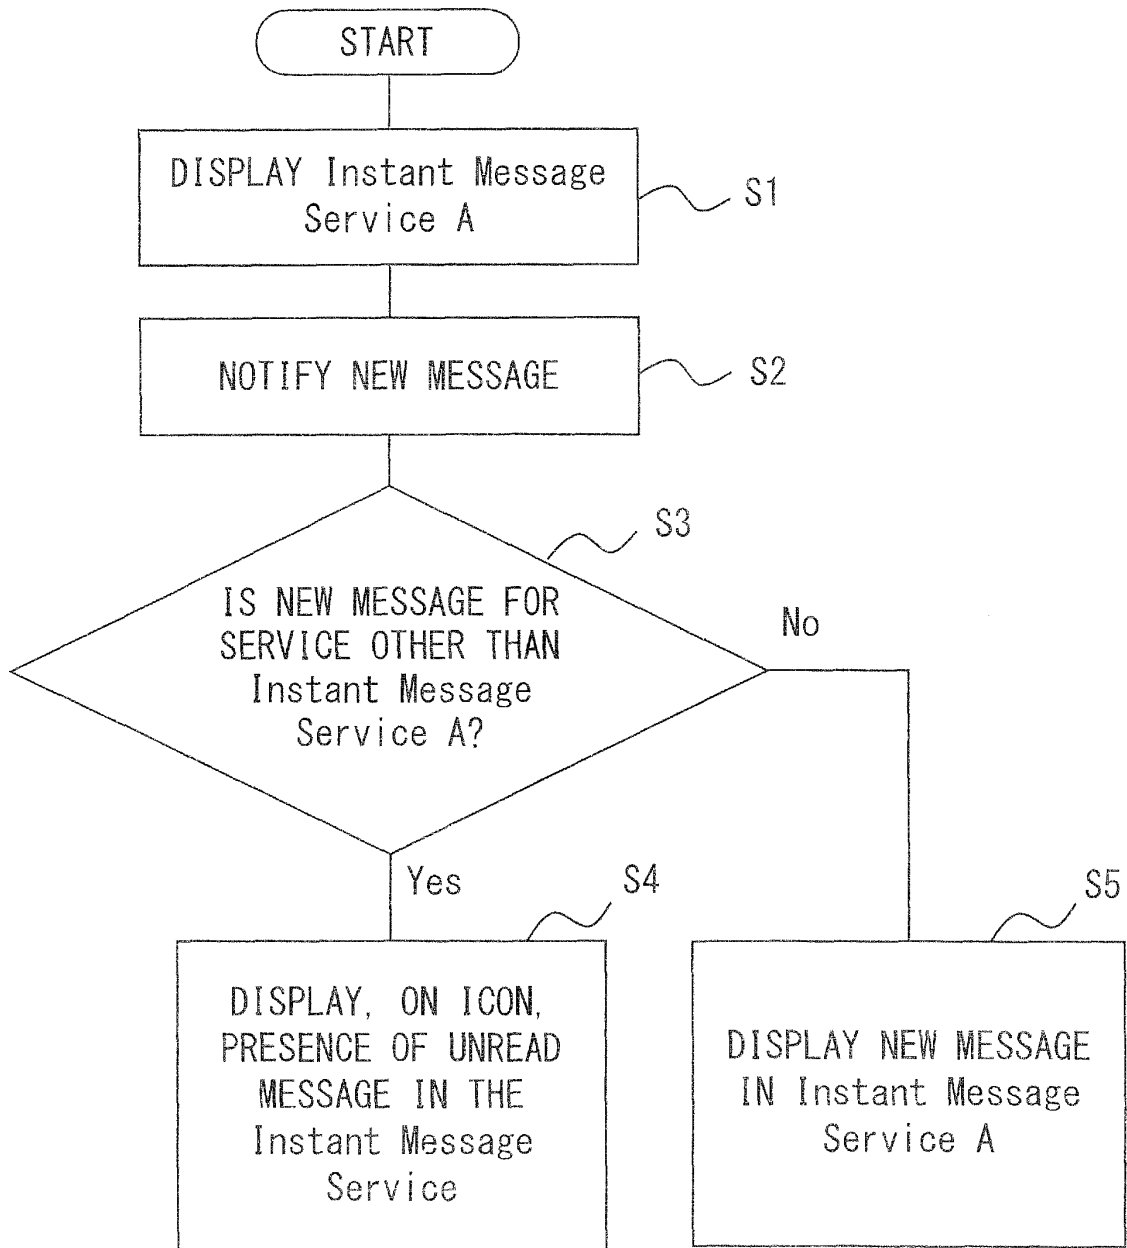 START
DISPLAY Instant Message
Service A
S1
NOTIFY NEW MESSAGE
S2
S3
IS NEW MESSAGE FOR
SERVICE OTHER THAN
Instant Message
Service A?
No
Yes
S4
DISPLAY, ON ICON,
PRESENCE OF UNREAD
MESSAGE IN THE
Instant Message
Service
S5
DISPLAY NEW MESSAGE
IN Instant Message
Service A